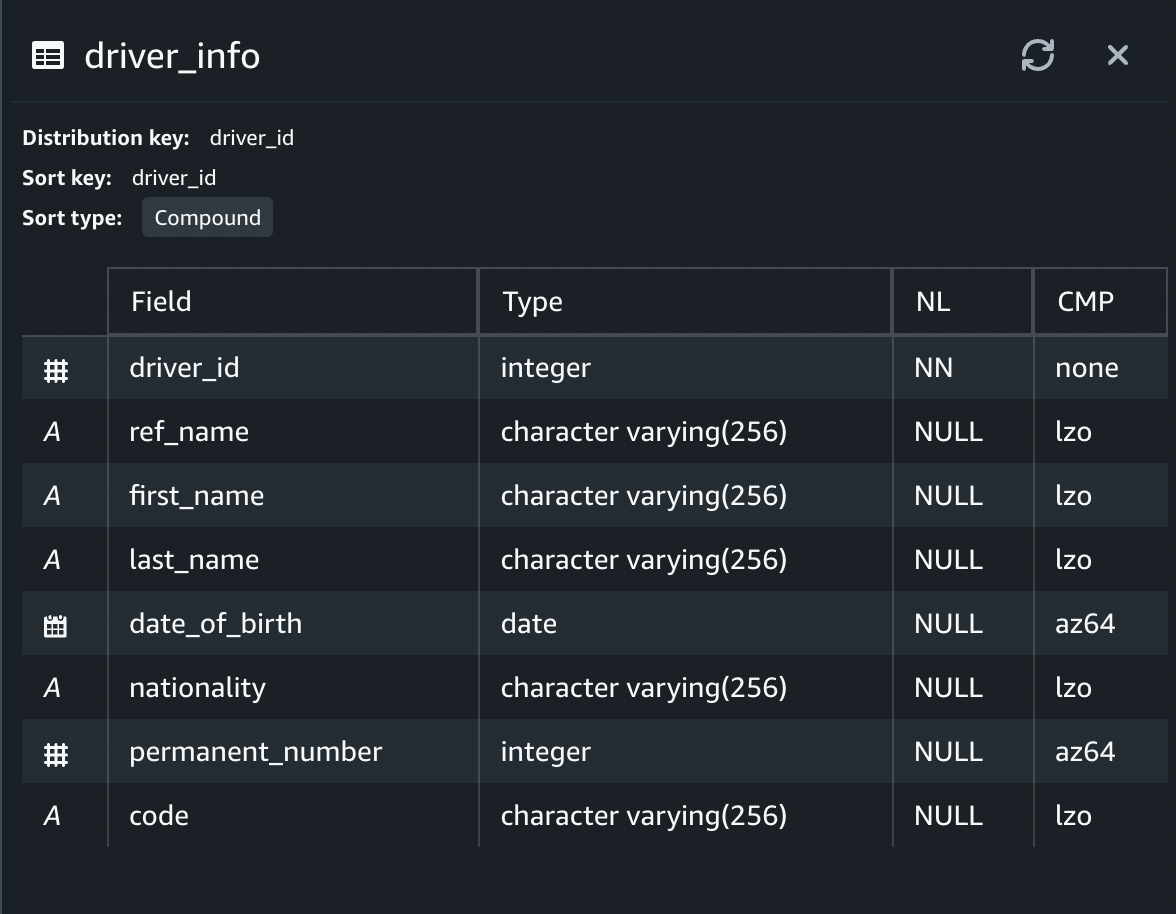 driver_info
Distribution key: driver_id
Sort key: driver_id
Sort type: Compound
Field Type NL CMP
driver_id integer NN none
A ref_name character varying(256) NULL lzo
A first_name character varying(256) NULL lzo
A last_name character varying(256) NULL lzo
date_of_birth date NULL az64
A nationality character varying(256) NULL lzo
permanent_number integer NULL az64
A code character varying(256) NULL lzo